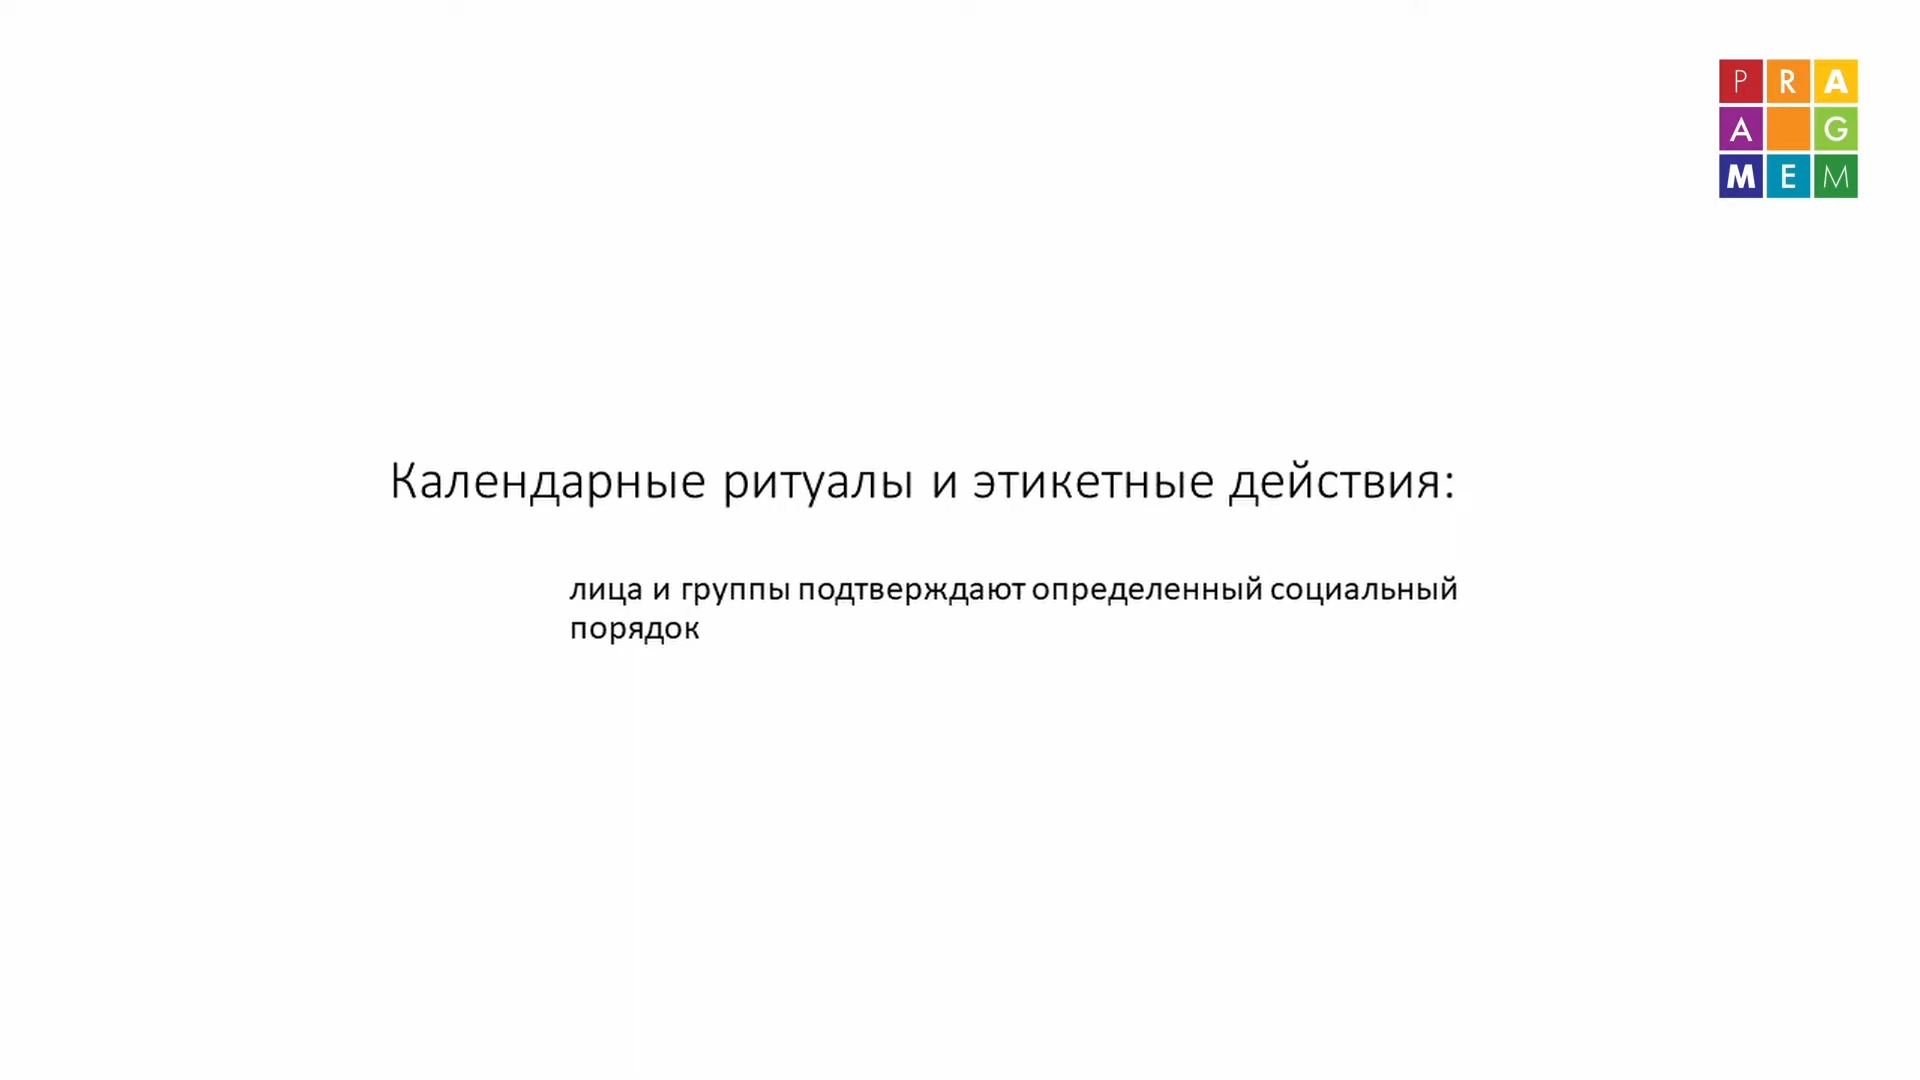 P R A
A G
M E M
Календарные ритуалы и этикетные действия:
лица и группы подтверждают определенный социальный
порядок